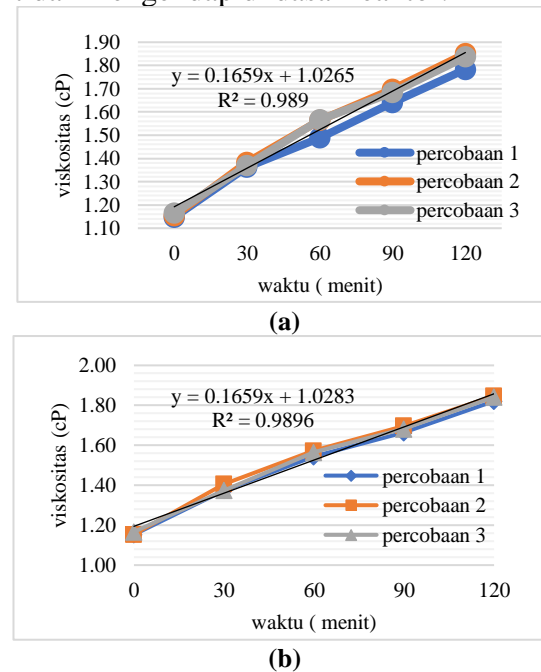 1.90
1.80
1.70
1.60
1.50
1.40
1.30
1.20
1.10
viskositas (cP)
y = 0.1659x + 1.0265
R² = 0.989
percobaan 1
percobaan 2
percobaan 3
0 30 60 90 120
waktu ( menit)
(a)
2.00
1.80
1.60
1.40
1.20
1.00
viskositas (cP)
y = 0.1659x + 1.0283
R² = 0.9896
percobaan 1
percobaan 2
percobaan 3
0 30 60 90 120
waktu ( menit)
(b)